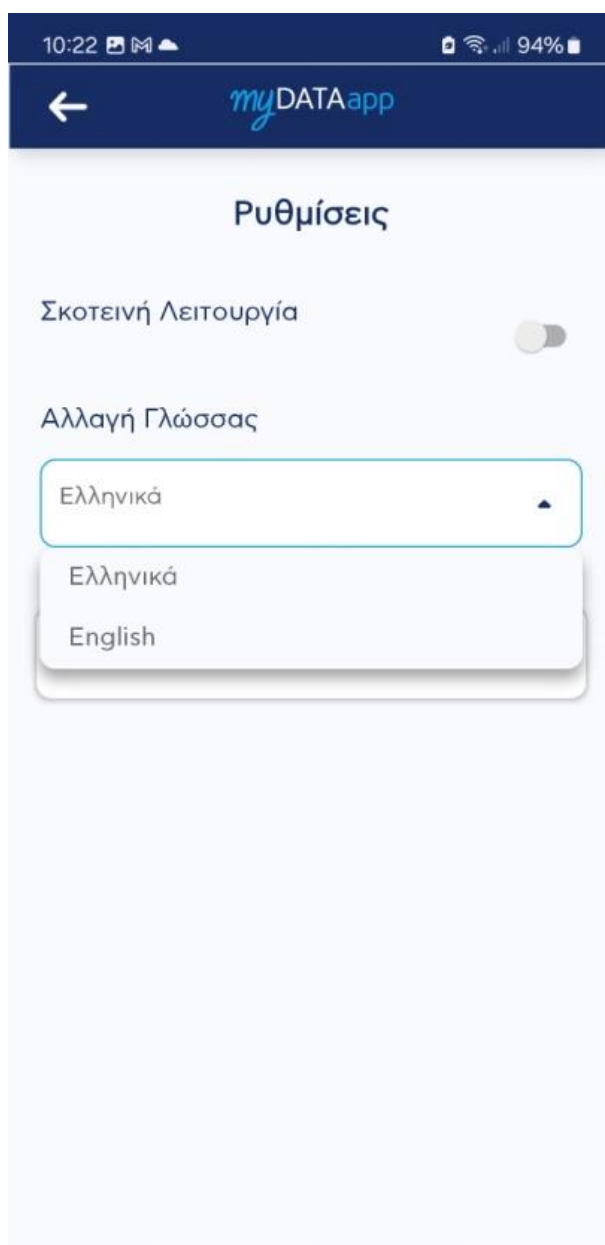 10:22 94%
myDATAapp
Ρυθμίσεις
Σκοτεινή Λειτουργία
Αλλαγή Γλώσσας
Ελληνικά
Ελληνικά
English